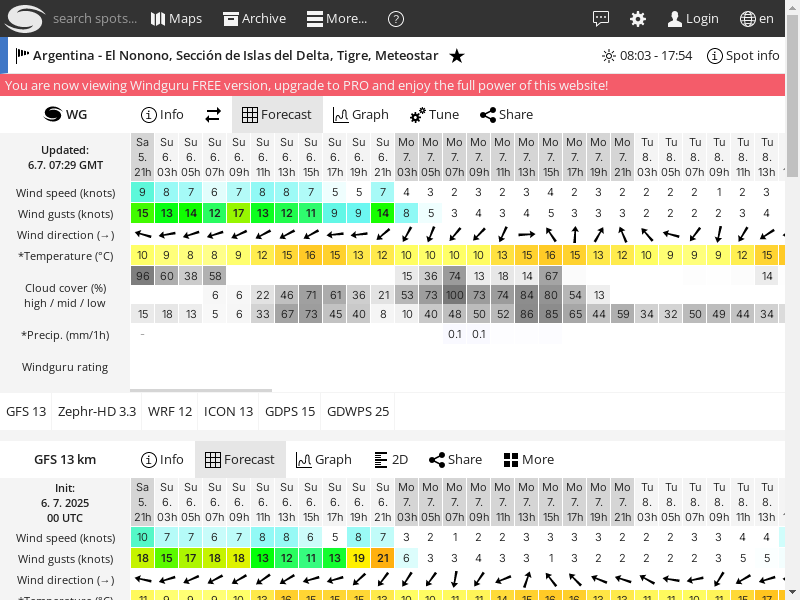 search spots... Maps Archive More... ? Login en
Argentina - El Nonono, Sección de Islas del Delta, Tigre, Meteostar ★ 08:03 - 17:54 Spot info
You are now viewing Windguru FREE version, upgrade to PRO and enjoy the full power of this website!
WG Info Forecast Graph Tune Share
Updated:
6.7. 07:29 GMT
Sa Su Su Su Su Su Su Su Su Su Su Mo Mo Mo Mo Mo Mo Mo Mo Mo Mo Tu Tu Tu Tu Tu Tu
5. 6. 6. 6. 6. 6. 6. 6. 6. 6. 6. 7. 7. 7. 7. 7. 7. 7. 7. 7. 7. 8. 8. 8. 8. 8. 8.
21h 03h 05h 07h 09h 11h 13h 15h 17h 19h 21h 03h 05h 07h 09h 11h 13h 15h 17h 19h 21h 03h 05h 07h 09h 11h 13h
Wind speed (knots) 9 8 7 6 7 8 8 7 5 5 7 4 3 2 3 2 3 4 2 3 2 2 2 2 1 2 3
Wind gusts (knots) 15 13 14 12 17 13 12 11 9 9 14 8 5 3 4 3 4 5 3 3 3 2 2 2 2 3 4
Wind direction (→)
*Temperature (°C) 10 9 8 8 9 12 15 16 15 13 12 10 10 10 10 13 15 16 15 13 12 10 9 9 9 12 15
Cloud cover (%)
high / mid / low
96 60 38 58 15 36 74 13 18 14 67 14
6 6 22 46 71 61 36 21 53 73 100 73 74 84 80 54 13
15 18 13 5 6 33 67 73 45 40 8 10 40 48 50 52 86 85 65 44 59 34 32 50 49 44 34
*Precip. (mm/1h) - 0.1 0.1
Windguru rating
GFS 13 Zephr-HD 3.3 WRF 12 ICON 13 GDPS 15 GDWPS 25
GFS 13 km Info Forecast Graph 2D Share More
Init:
6. 7. 2025
00 UTC
Sa Su Su Su Su Su Su Su Su Su Su Mo Mo Mo Mo Mo Mo Mo Mo Mo Mo Tu Tu Tu Tu Tu Tu
5. 6. 6. 6. 6. 6. 6. 6. 6. 6. 6. 7. 7. 7. 7. 7. 7. 7. 7. 7. 7. 8. 8. 8. 8. 8. 8.
21h 03h 05h 07h 09h 11h 13h 15h 17h 19h 21h 03h 05h 07h 09h 11h 13h 15h 17h 19h 21h 03h 05h 07h 09h 11h 13h
Wind speed (knots) 10 7 7 6 7 8 8 6 5 8 7 3 2 1 2 2 3 3 3 3 2 2 2 3 3 4 4
Wind gusts (knots) 18 15 17 18 18 13 12 11 13 19 21 6 3 3 4 3 3 1 3 2 2 2 2 2 3 5 5
Wind direction (→)